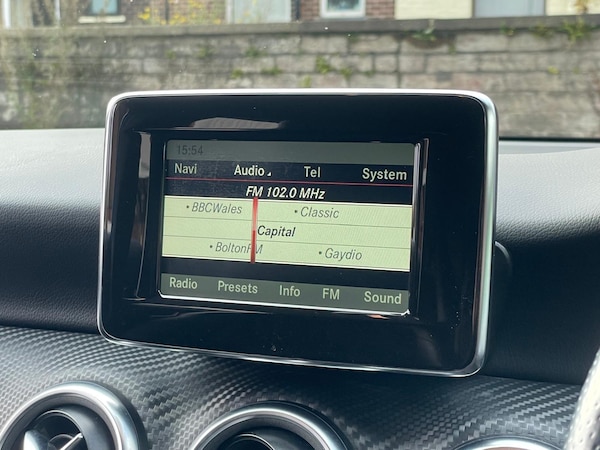 15:54
Navi Audio Tel System
FM 102.0 MHz
• BBCWales • Classic
Capital
• BoltonFM • Gaydio
Radio Presets Info FM Sound